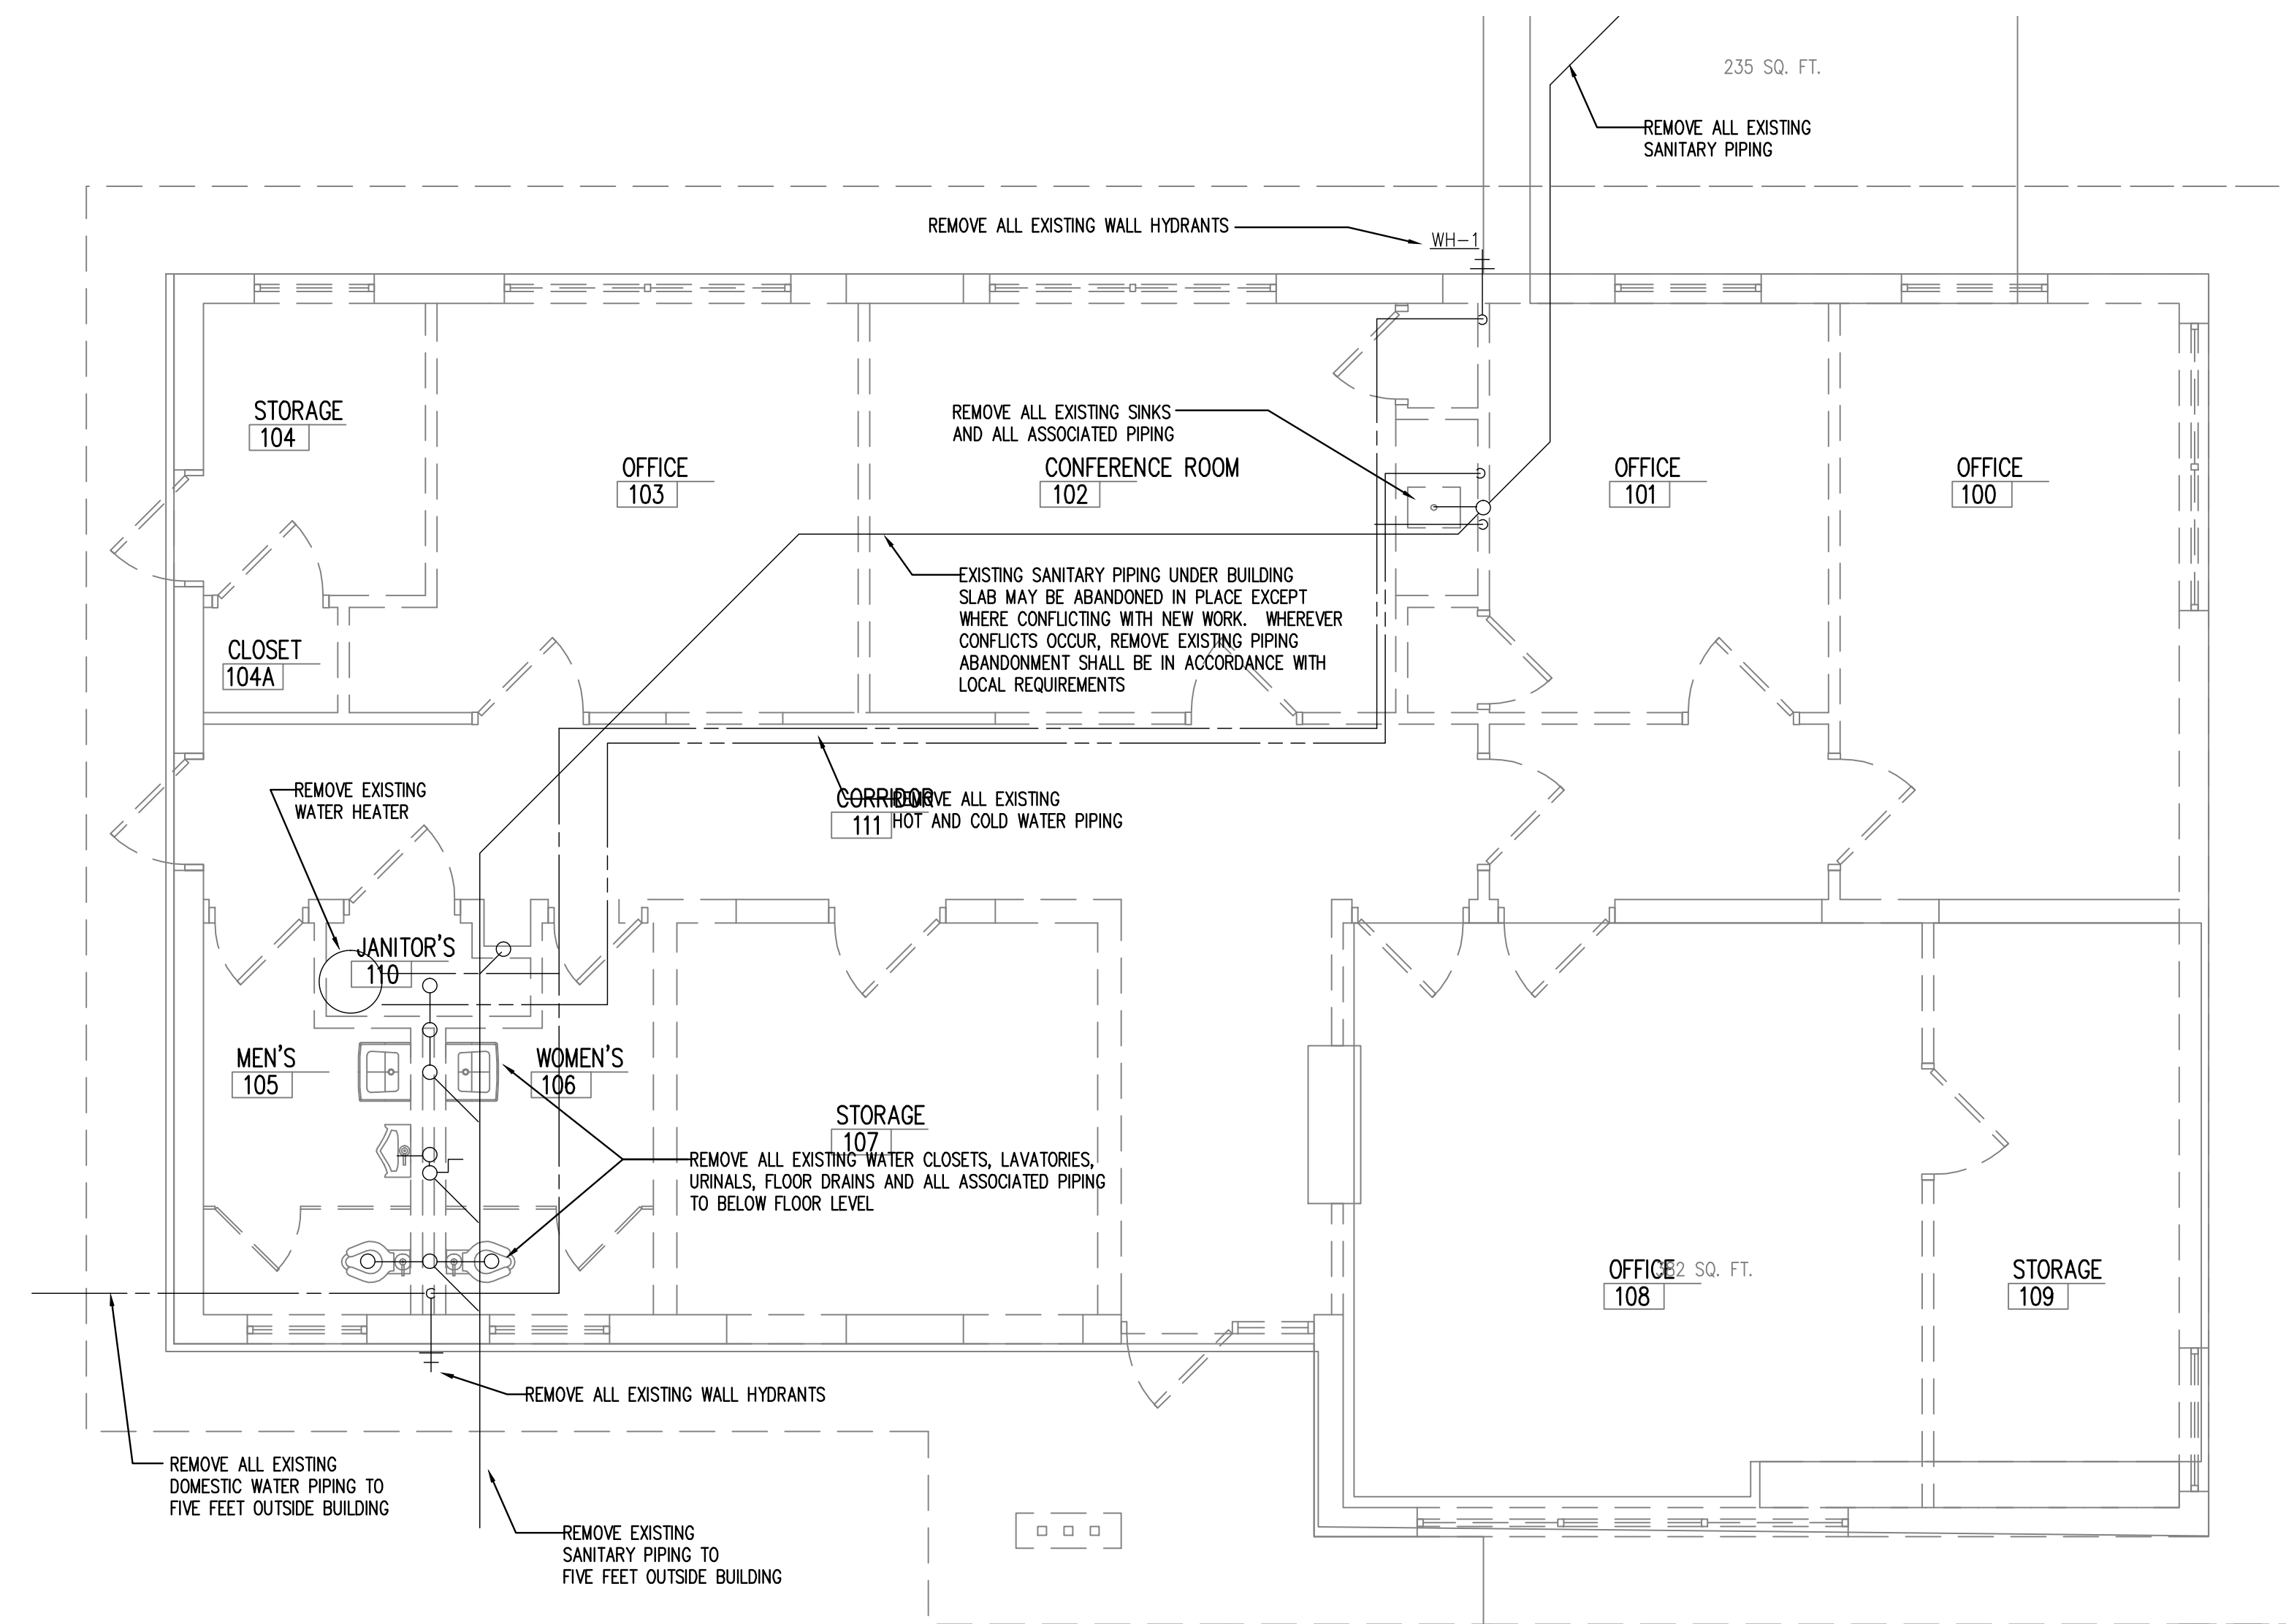 235 SQ. FT.
REMOVE ALL EXISTING
SANITARY PIPING
REMOVE ALL EXISTING WALL HYDRANTS
WH-1
STORAGE
104
OFFICE
103
REMOVE ALL EXISTING SINKS
AND ALL ASSOCIATED PIPING
CONFERENCE ROOM
102
OFFICE
101
OFFICE
100
EXISTING SANITARY PIPING UNDER BUILDING
SLAB MAY BE ABANDONED IN PLACE EXCEPT
WHERE CONFLICTING WITH NEW WORK. WHEREVER
CONFLICTS OCCUR, REMOVE EXISTING PIPING
ABANDONMENT SHALL BE IN ACCORDANCE WITH
LOCAL REQUIREMENTS
CLOSET
104A
REMOVE EXISTING
WATER HEATER
CORRIDOR
111
REMOVE ALL EXISTING
HOT AND COLD WATER PIPING
JANITOR'S
110
MEN'S
105
WOMEN'S
106
STORAGE
107
REMOVE ALL EXISTING WATER CLOSETS, LAVATORIES,
URINALS, FLOOR DRAINS AND ALL ASSOCIATED PIPING
TO BELOW FLOOR LEVEL
OFFICE
108
SQ. FT.
STORAGE
109
REMOVE ALL EXISTING WALL HYDRANTS
REMOVE ALL EXISTING
DOMESTIC WATER PIPING TO
FIVE FEET OUTSIDE BUILDING
REMOVE EXISTING
SANITARY PIPING TO
FIVE FEET OUTSIDE BUILDING